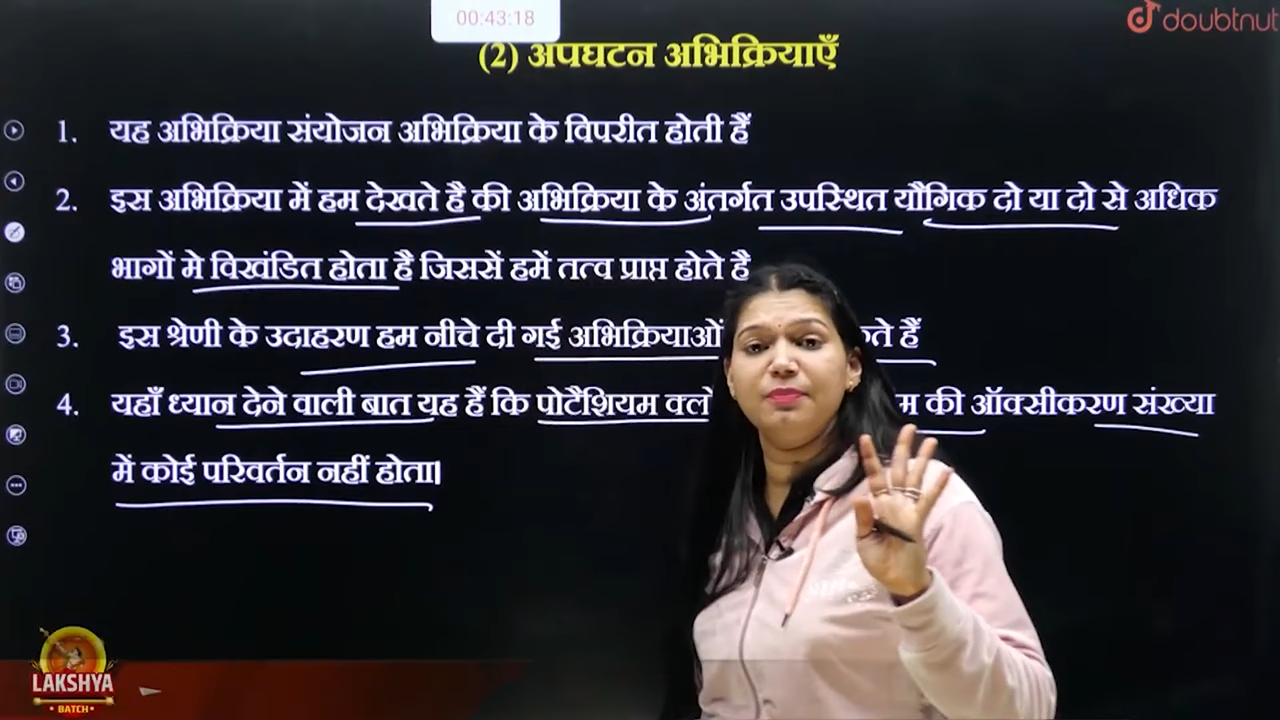 00:43:18
doubtnut
(2) अपघटन अभिक्रियाएँ
1. यह अभिक्रिया संयोजन अभिक्रिया के विपरीत होती हैं
2. इस अभिक्रिया में हम देखते है की अभिक्रिया के अंतर्गत उपस्थित यौगिक दो या दो से अधिक
भागों मे विखंडित होता है जिससें हमें तत्व प्राप्त होते है
3. इस श्रेणी के उदाहरण हम नीचे दी गई अभिक्रियाओं हैं
4. यहाँ ध्यान देने वाली बात यह हैं कि पोटैशियम की ऑक्सीकरण संख्या
में कोई परिवर्तन नहीं होता।
LAKSHYA
BATCH